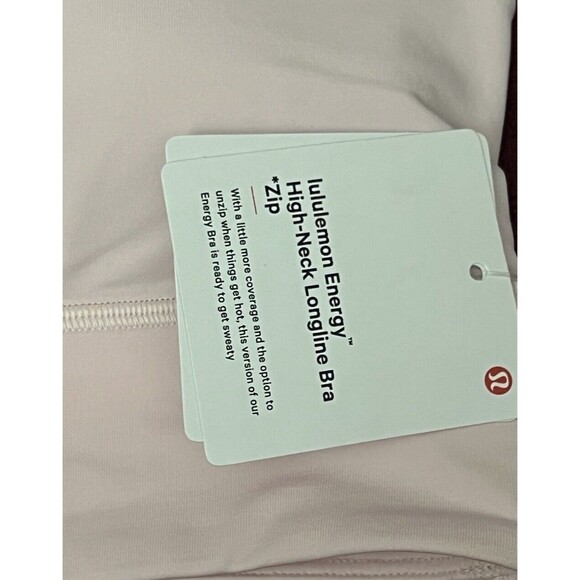 lululemon Energy™
High-Neck Longline Bra
*Zip
With a little more coverage and the option to
unzip when things get hot, this version of our
Energy Bra is ready to get sweaty